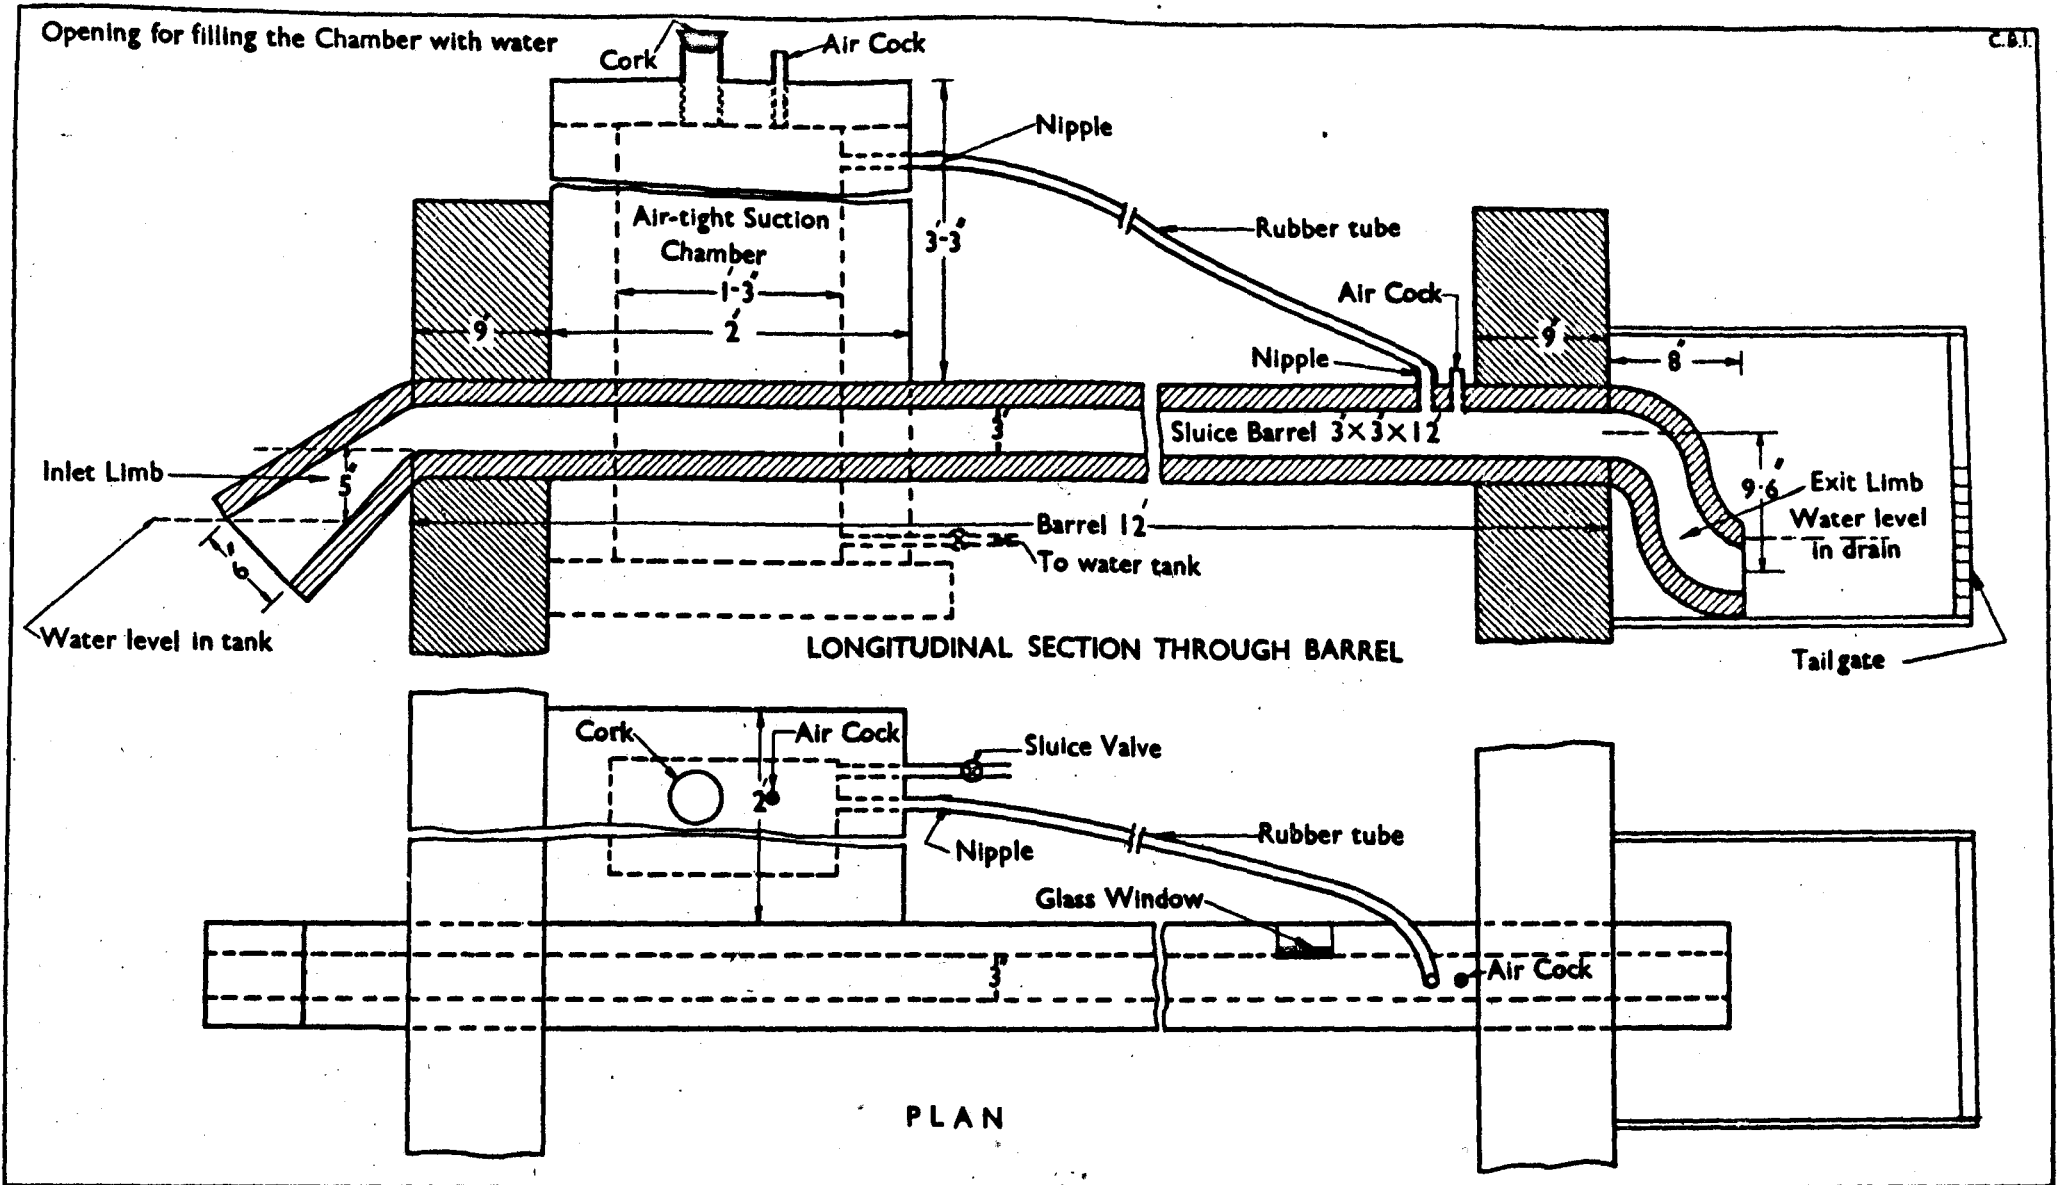 Opening for filling the Chamber with water
C.B.I.
Cork
Air Cock
Nipple
Air-tight Suction
Chamber
1'-3"
3'-3"
Rubber tube
Air Cock
9"
2'
Nipple
9"
8"
3"
Sluice Barrel 3"×3"×12'
Inlet Limb
5"
9·6"
Exit Limb
Barrel 12'
Water level
in drain
To water tank
6"
Water level in tank
LONGITUDINAL SECTION THROUGH BARREL
Tail gate
Cork
Air Cock
Sluice Valve
2'
Nipple
Rubber tube
Glass Window
3"
Air Cock
PLAN